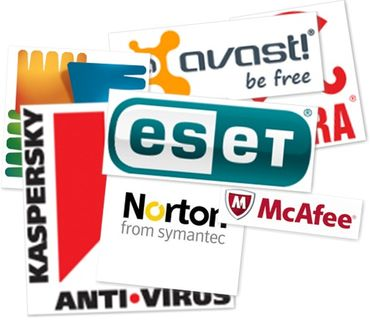 avast!
be free
RA
eseT
KASPERSKY
ANTI•VIRUS
Norton
from symantec
M McAfee